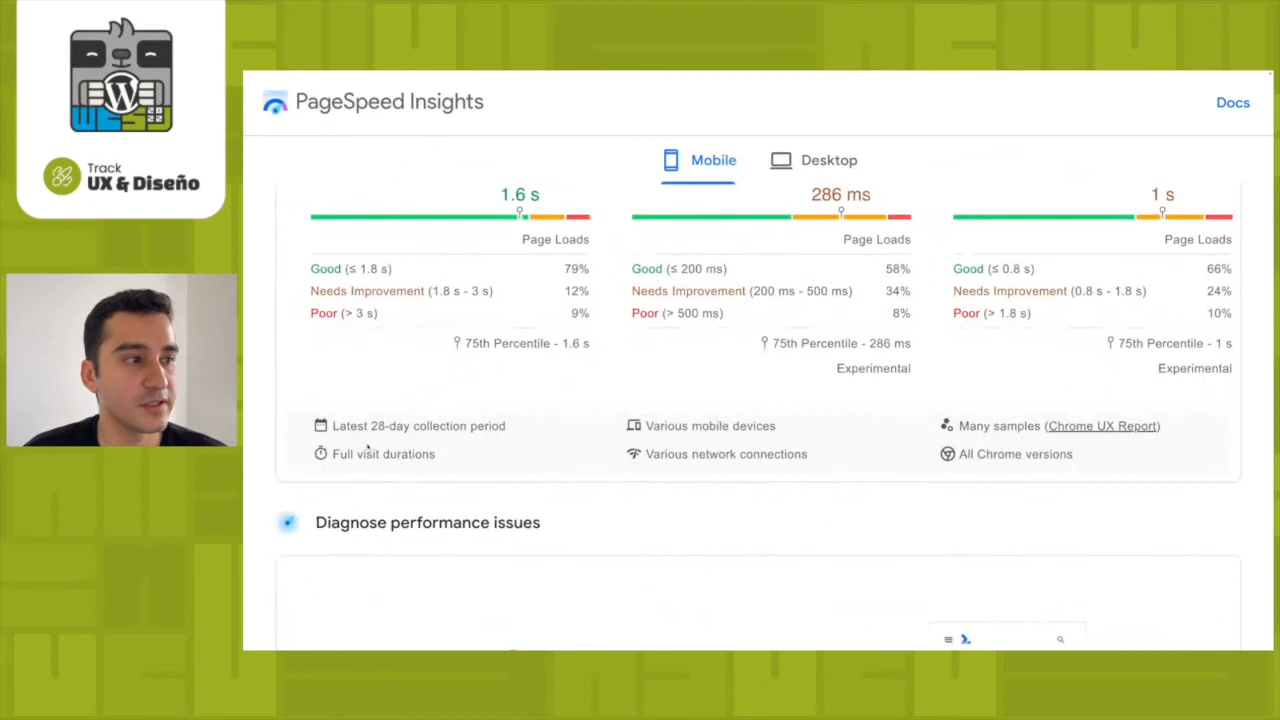 W
WCES
2022
Track
UX & Diseño
PageSpeed Insights
Docs
Mobile
Desktop
1.6 s
286 ms
1 s
Page Loads
Page Loads
Page Loads
Good (≤ 1.8 s) 79%
Good (≤ 200 ms) 58%
Good (≤ 0.8 s) 66%
Needs Improvement (1.8 s - 3 s) 12%
Needs Improvement (200 ms - 500 ms) 34%
Needs Improvement (0.8 s - 1.8 s) 24%
Poor (> 3 s) 9%
Poor (> 500 ms) 8%
Poor (> 1.8 s) 10%
75th Percentile - 1.6 s
75th Percentile - 286 ms
75th Percentile - 1 s
Experimental
Experimental
Latest 28-day collection period
Various mobile devices
Many samples (Chrome UX Report)
Full visit durations
Various network connections
All Chrome versions
Diagnose performance issues